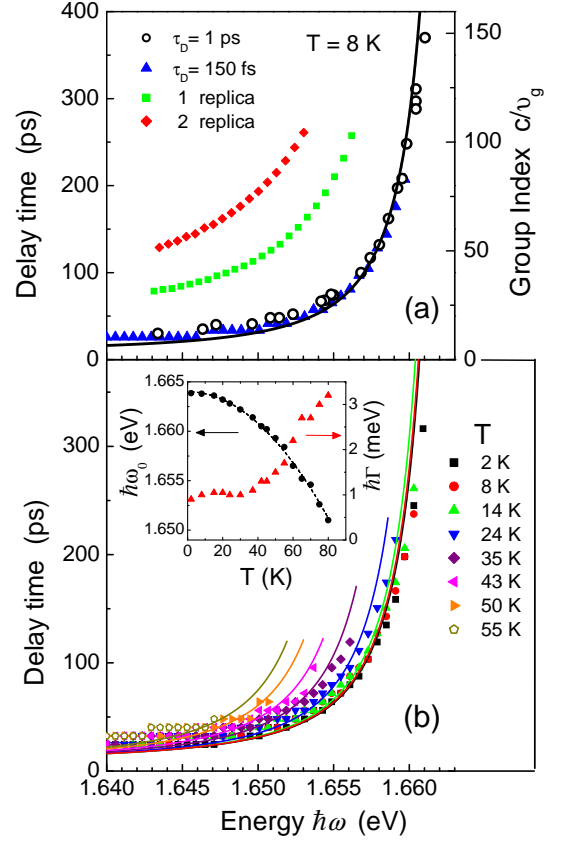 400
300
200
100
0
Delay time (ps)
τD= 1 ps
τD= 150 fs
1 replica
2 replica
T = 8 K
150
100
50
0
Group Index c/υg
(a)
300
200
100
0
Delay time (ps)
1.665
1.660
1.655
1.650
ℏω0 (eV)
0 20 40 60 80
T (K)
3
2
1
0
ℏΓ (meV)
T
2 K
8 K
14 K
24 K
35 K
43 K
50 K
55 K
(b)
1.640 1.645 1.650 1.655 1.660
Energy ℏω (eV)